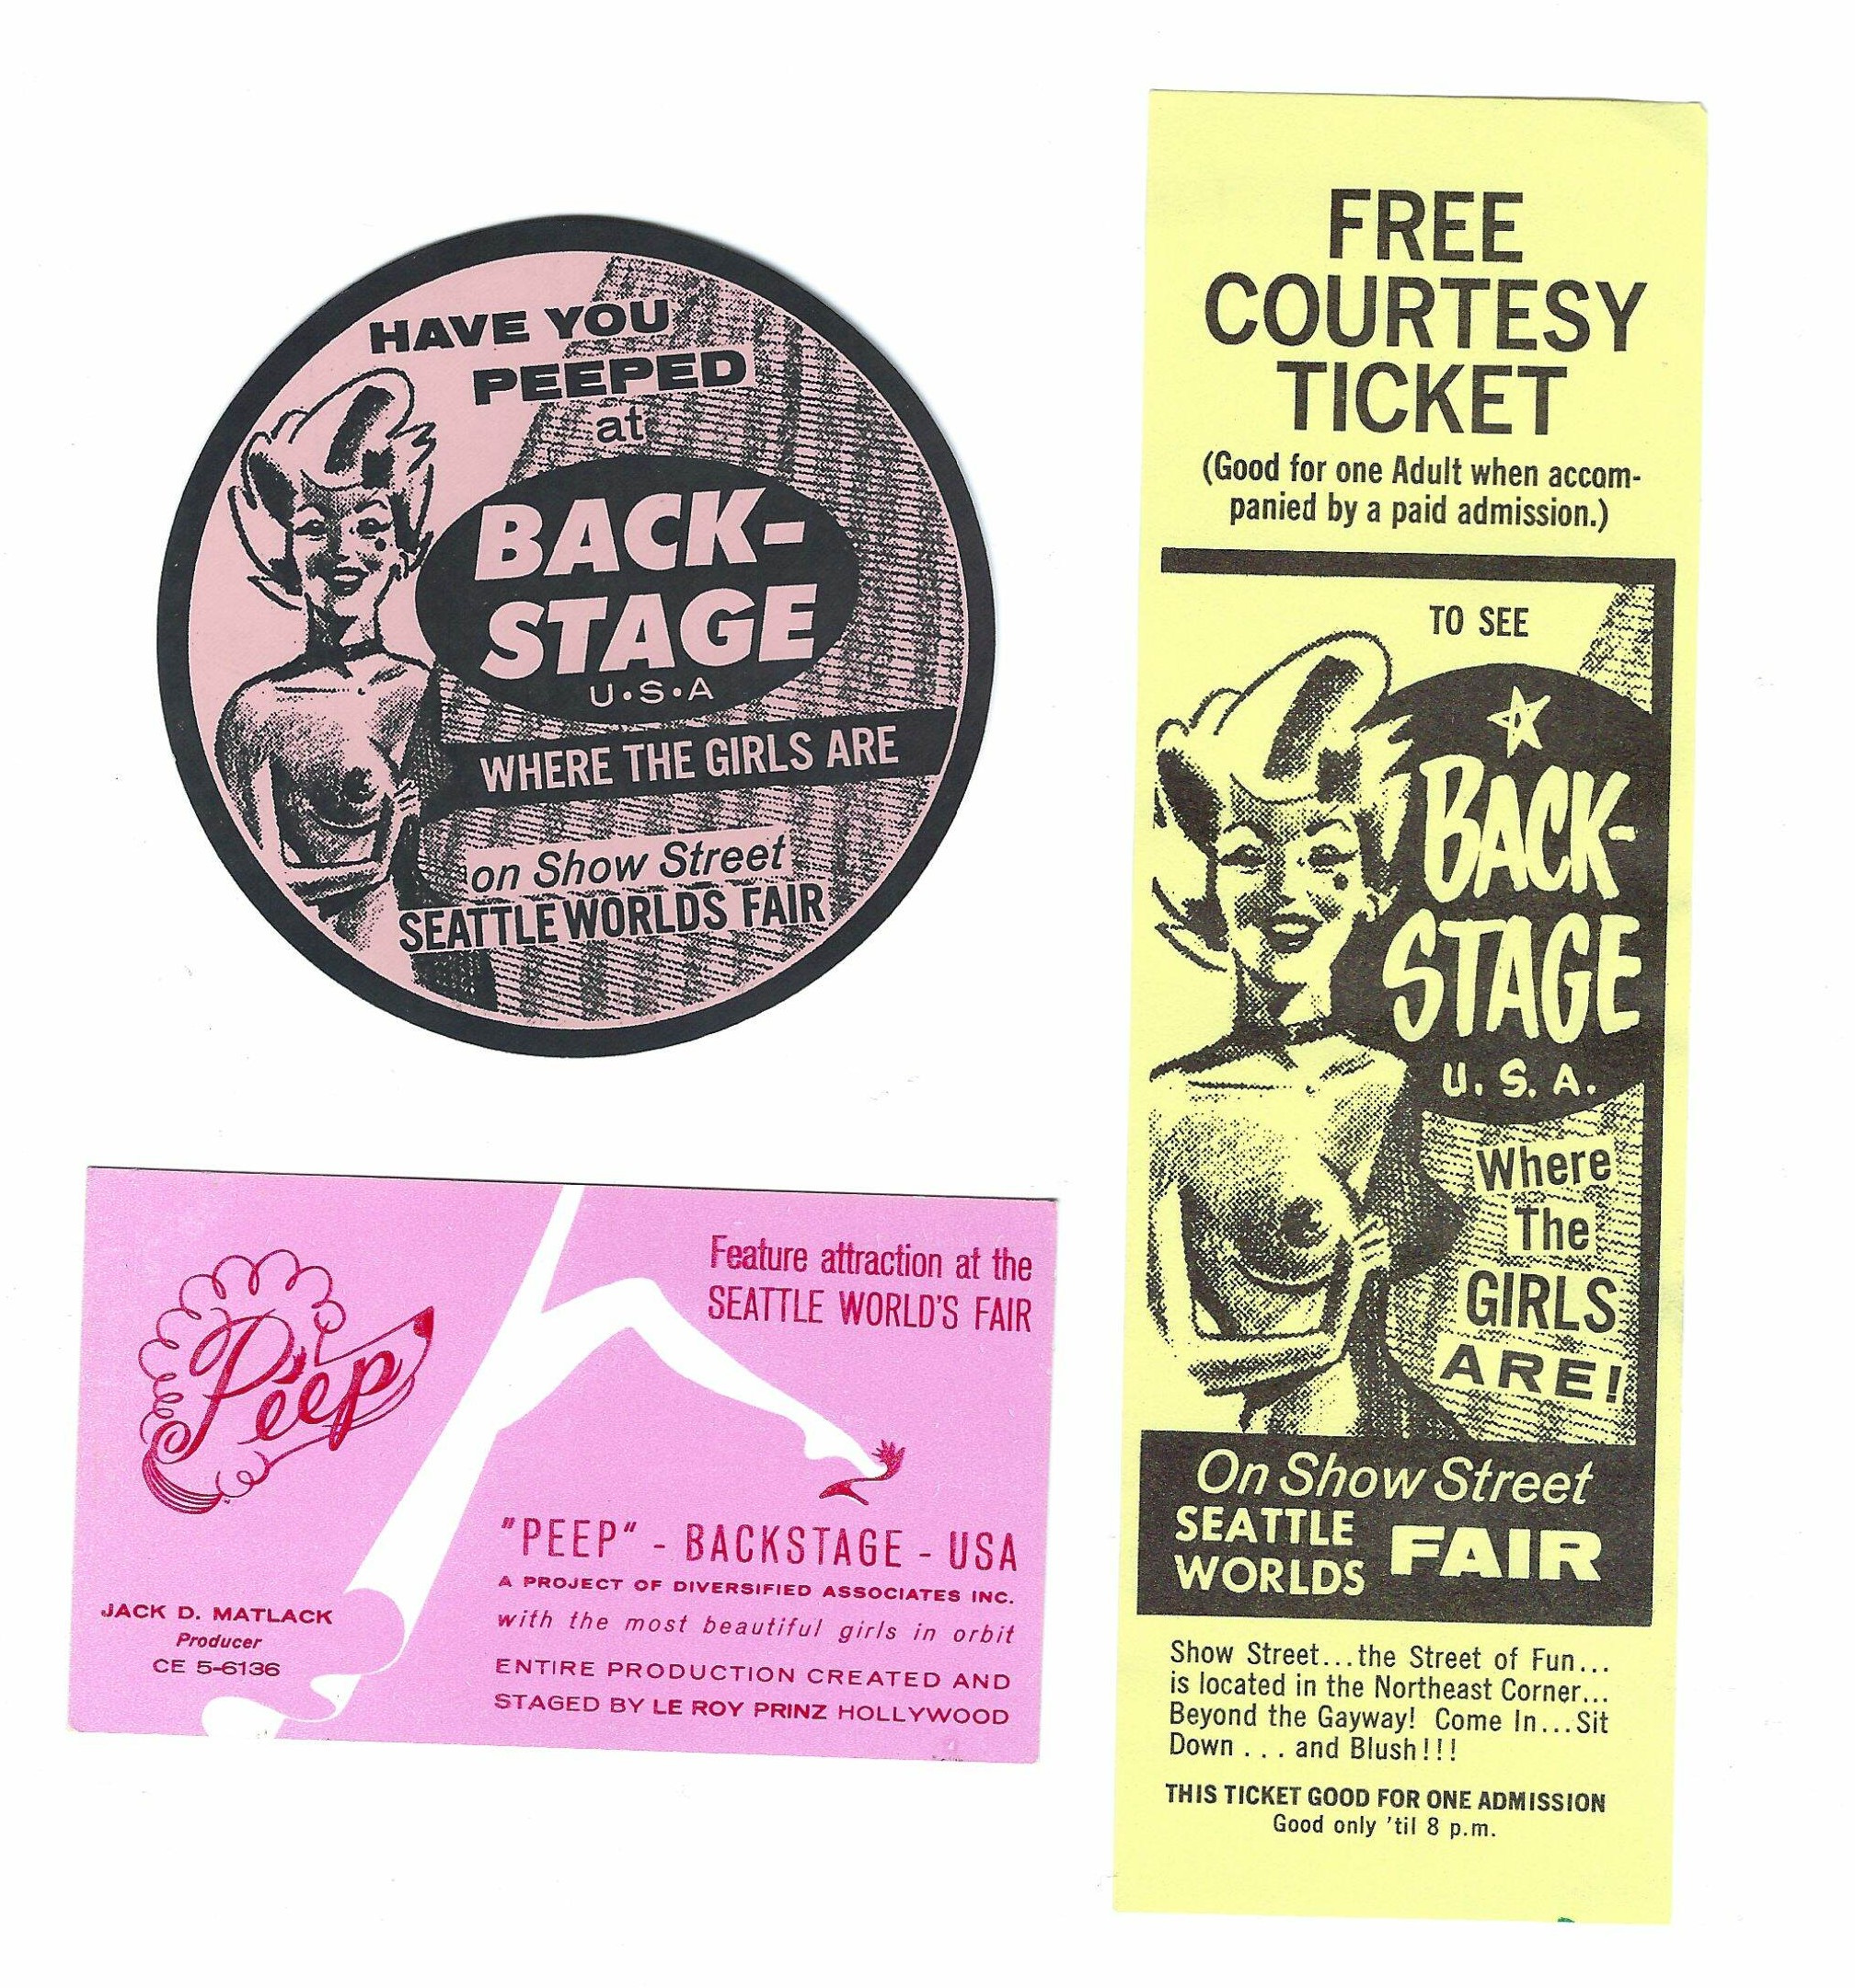 HAVE YOU
PEEPED
at
BACK-
STAGE
U·S·A
WHERE THE GIRLS ARE
on Show Street
SEATTLE WORLDS FAIR
Peep
Feature attraction at the
SEATTLE WORLD'S FAIR
"PEEP" - BACKSTAGE - USA
A PROJECT OF DIVERSIFIED ASSOCIATES INC.
with the most beautiful girls in orbit
ENTIRE PRODUCTION CREATED AND
STAGED BY LE ROY PRINZ HOLLYWOOD
JACK D. MATLACK
Producer
CE 5-6136
FREE
COURTESY
TICKET
(Good for one Adult when accom-
panied by a paid admission.)
TO SEE
BACK-
STAGE
U. S. A.
Where
The
GIRLS
ARE!
On Show Street
SEATTLE
WORLDS FAIR
Show Street...the Street of Fun...
is located in the Northeast Corner...
Beyond the Gayway! Come In...Sit
Down . . . and Blush!!!
THIS TICKET GOOD FOR ONE ADMISSION
Good only 'til 8 p.m.